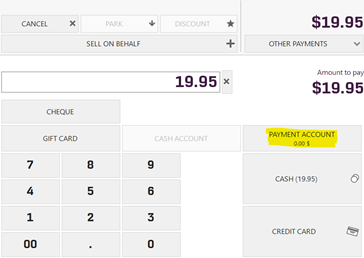 $19.95
CANCEL × PARK DISCOUNT
SELL ON BEHALF + OTHER PAYMENTS
Amount to pay
19.95 × $19.95
CHEQUE
GIFT CARD CASH ACCOUNT PAYMENT ACCOUNT
0.00 $
7 8 9
CASH (19.95)
4 5 6
1 2 3
CREDIT CARD
00 . 0